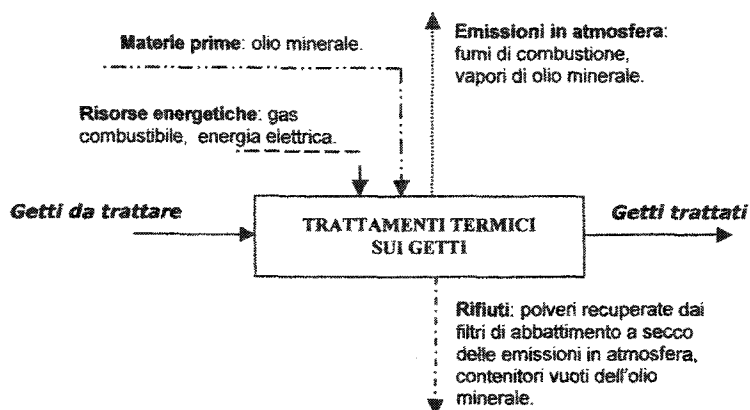 Materie prime: olio minerale.
Emissioni in atmosfera:
fumi di combustione,
vapori di olio minerale.
Risorse energetiche: gas
combustibile, energia elettrica.
Getti da trattare
TRATTAMENTI TERMICI
SUI GETTI
Getti trattati
Rifiuti: polveri recuperate dai
filtri di abbattimento a secco
delle emissioni in atmosfera,
contenitori vuoti dell'olio
minerale.